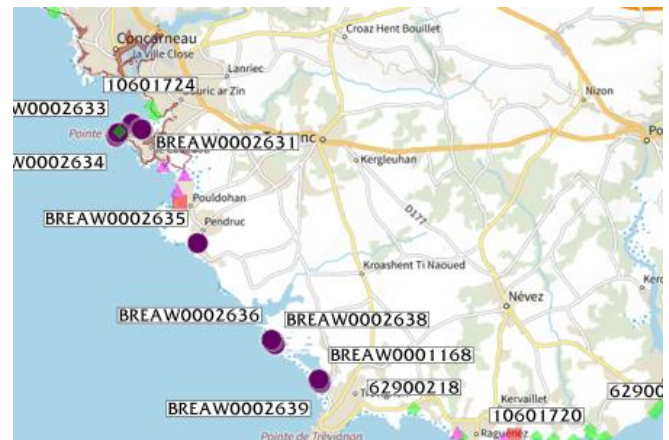 Croaz Hent Bouillet
Concarneau
la Ville Close
Lanriec
10601724
Nizon
W0002633
Pointe
BREAW0002631
W0002634
Kergleuhan
Pouldohan
BREAW0002635
D177
Pendruc
Kroashent Ti Naoued
Névez
BREAW0002636
BREAW0002638
BREAW0001168
62900218
62900
Kervaillet
BREAW0002639
10601720
Raguénez
Pointe de Trévignon